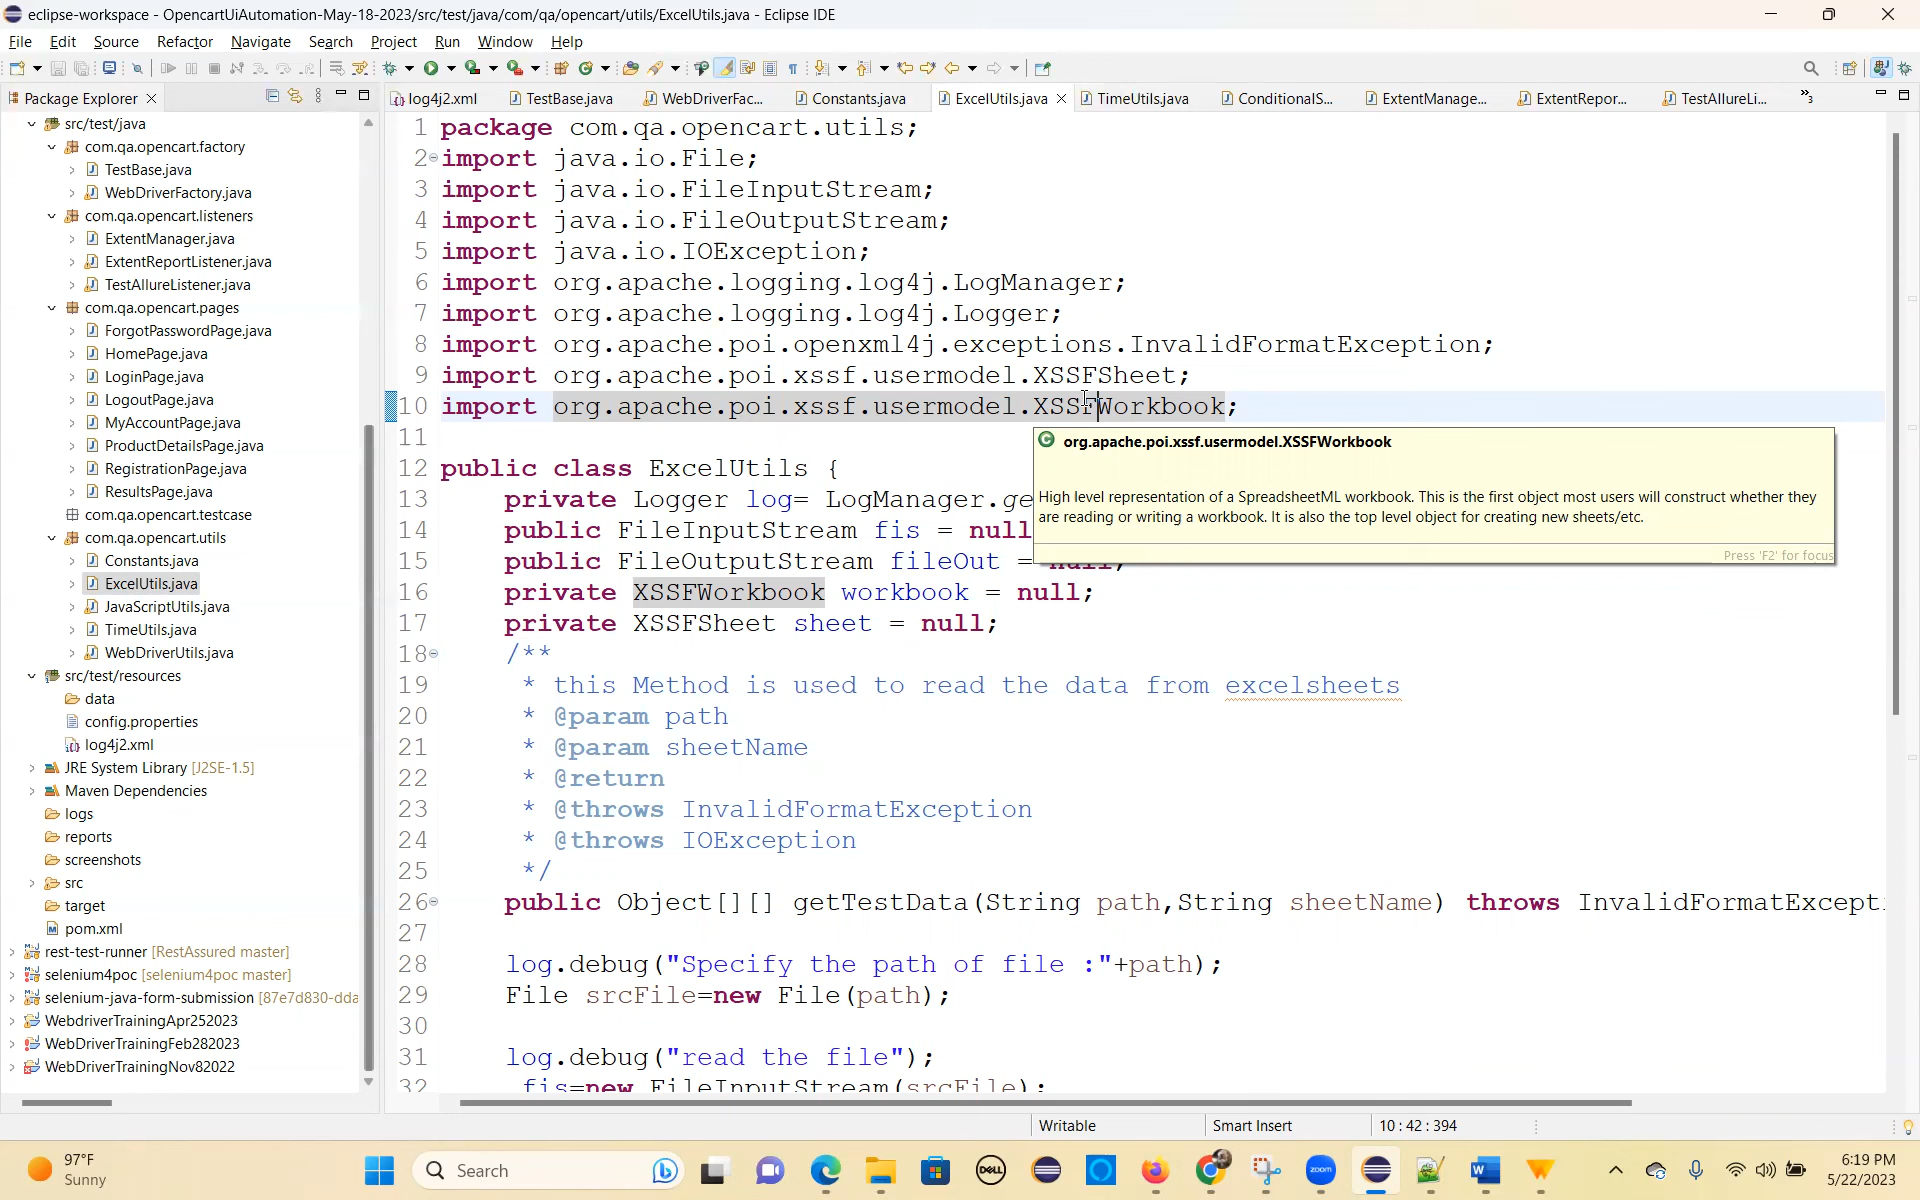 eclipse-workspace - OpencartUiAutomation-May-18-2023/src/test/java/com/qa/opencart/utils/ExcelUtils.java - Eclipse IDE
File Edit Source Refactor Navigate Search Project Run Window Help
Package Explorer
log4j2.xml TestBase.java WebDriverFac... Constants.java ExcelUtils.java TimeUtils.java ConditionalS... ExtentManage... ExtentRepor... TestAllureLi... »3
src/test/java
com.qa.opencart.factory
TestBase.java
WebDriverFactory.java
com.qa.opencart.listeners
ExtentManager.java
ExtentReportListener.java
TestAllureListener.java
com.qa.opencart.pages
ForgotPasswordPage.java
HomePage.java
LoginPage.java
LogoutPage.java
MyAccountPage.java
ProductDetailsPage.java
RegistrationPage.java
ResultsPage.java
com.qa.opencart.testcase
com.qa.opencart.utils
Constants.java
ExcelUtils.java
JavaScriptUtils.java
TimeUtils.java
WebDriverUtils.java
src/test/resources
data
config.properties
log4j2.xml
JRE System Library [J2SE-1.5]
Maven Dependencies
logs
reports
screenshots
src
target
pom.xml
rest-test-runner [RestAssured master]
selenium4poc [selenium4poc master]
selenium-java-form-submission [87e7d830-dda
WebdriverTrainingApr252023
WebDriverTrainingFeb282023
WebDriverTrainingNov82022
1 package com.qa.opencart.utils;
2 import java.io.File;
3 import java.io.FileInputStream;
4 import java.io.FileOutputStream;
5 import java.io.IOException;
6 import org.apache.logging.log4j.LogManager;
7 import org.apache.logging.log4j.Logger;
8 import org.apache.poi.openxml4j.exceptions.InvalidFormatException;
9 import org.apache.poi.xssf.usermodel.XSSFSheet;
10 import org.apache.poi.xssf.usermodel.XSSFWorkbook;
11
12 public class ExcelUtils {
13 private Logger log= LogManager.ge
14 public FileInputStream fis = null
15 public FileOutputStream fileOut = null;
16 private XSSFWorkbook workbook = null;
17 private XSSFSheet sheet = null;
18 /**
19 * this Method is used to read the data from excelsheets
20 * @param path
21 * @param sheetName
22 * @return
23 * @throws InvalidFormatException
24 * @throws IOException
25 */
26 public Object[][] getTestData(String path,String sheetName) throws InvalidFormatExcept
27
28 log.debug("Specify the path of file :"+path);
29 File srcFile=new File(path);
30
31 log.debug("read the file");
32 fis=new FileInputStream(srcFile);
org.apache.poi.xssf.usermodel.XSSFWorkbook
High level representation of a SpreadsheetML workbook. This is the first object most users will construct whether they
are reading or writing a workbook. It is also the top level object for creating new sheets/etc.
Press 'F2' for focus
Writable Smart Insert 10 : 42 : 394
97°F
Sunny
Search
DELL
zoom
6:19 PM
5/22/2023